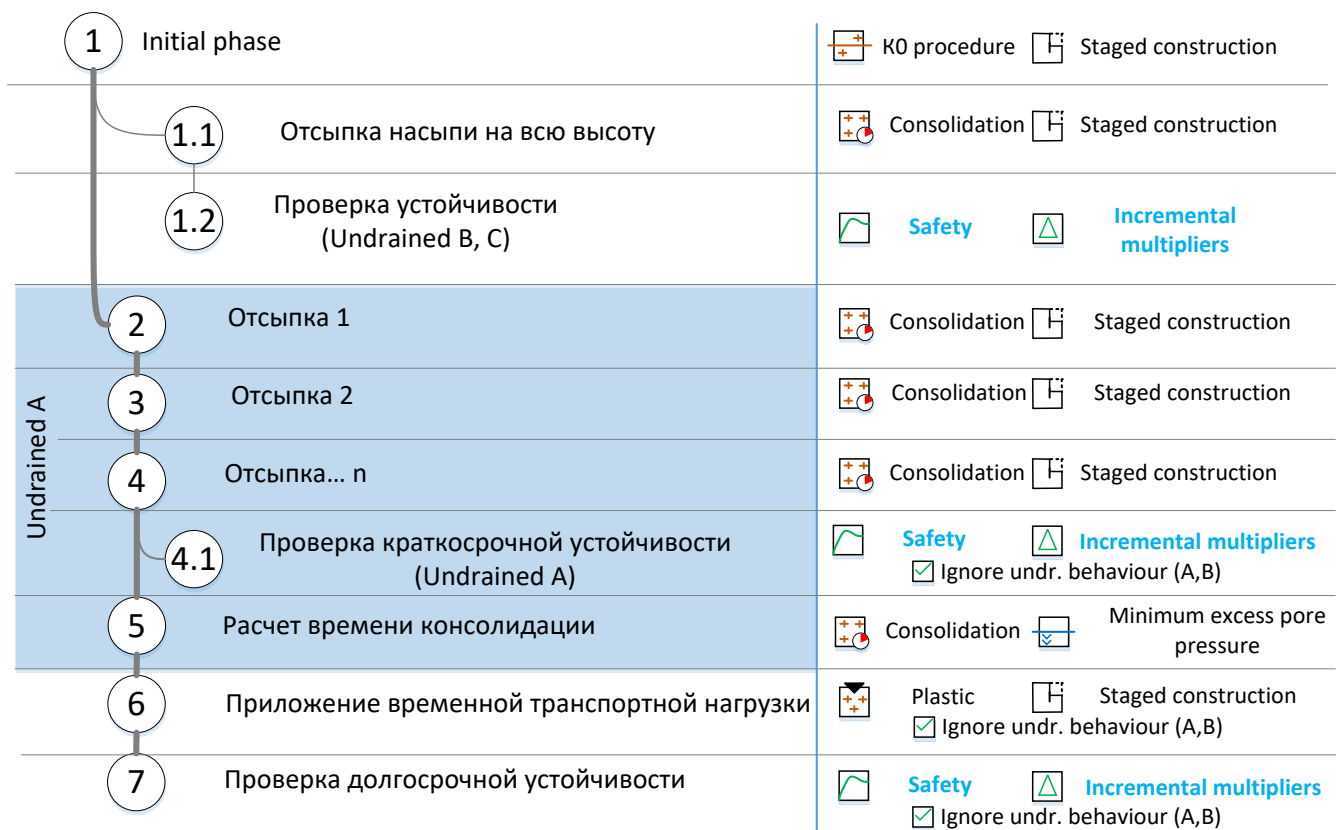 1 Initial phase K0 procedure Staged construction
1.1 Отсыпка насыпи на всю высоту Consolidation Staged construction
1.2 Проверка устойчивости
(Undrained B, C)
Safety Incremental
multipliers
Undrained A
2 Отсыпка 1 Consolidation Staged construction
3 Отсыпка 2 Consolidation Staged construction
4 Отсыпка... n Consolidation Staged construction
4.1 Проверка краткосрочной устойчивости
(Undrained A)
Safety Incremental multipliers
Ignore undr. behaviour (A,B)
5 Расчет времени консолидации Consolidation Minimum excess pore
pressure
6 Приложение временной транспортной нагрузки Plastic Staged construction
Ignore undr. behaviour (A,B)
7 Проверка долгосрочной устойчивости Safety Incremental multipliers
Ignore undr. behaviour (A,B)